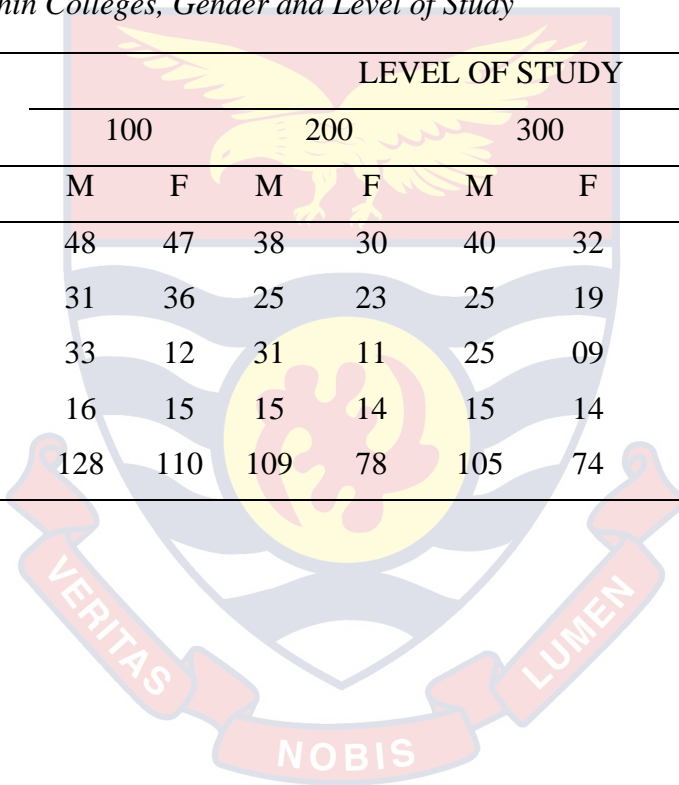 hin Colleges, Gender and Level of Study
LEVEL OF STUDY
100 200 300
M F M F M F
48 47 38 30 40 32
31 36 25 23 25 19
33 12 31 11 25 09
16 15 15 14 15 14
128 110 109 78 105 74
VERITAS NOBIS LUMEN